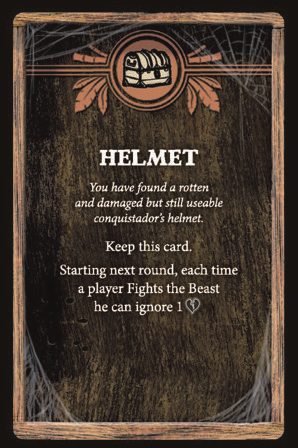 HELMET
You have found a rotten
and damaged but still useable
conquistador's helmet.
Keep this card.
Starting next round, each time
a player Fights the Beast
he can ignore 1